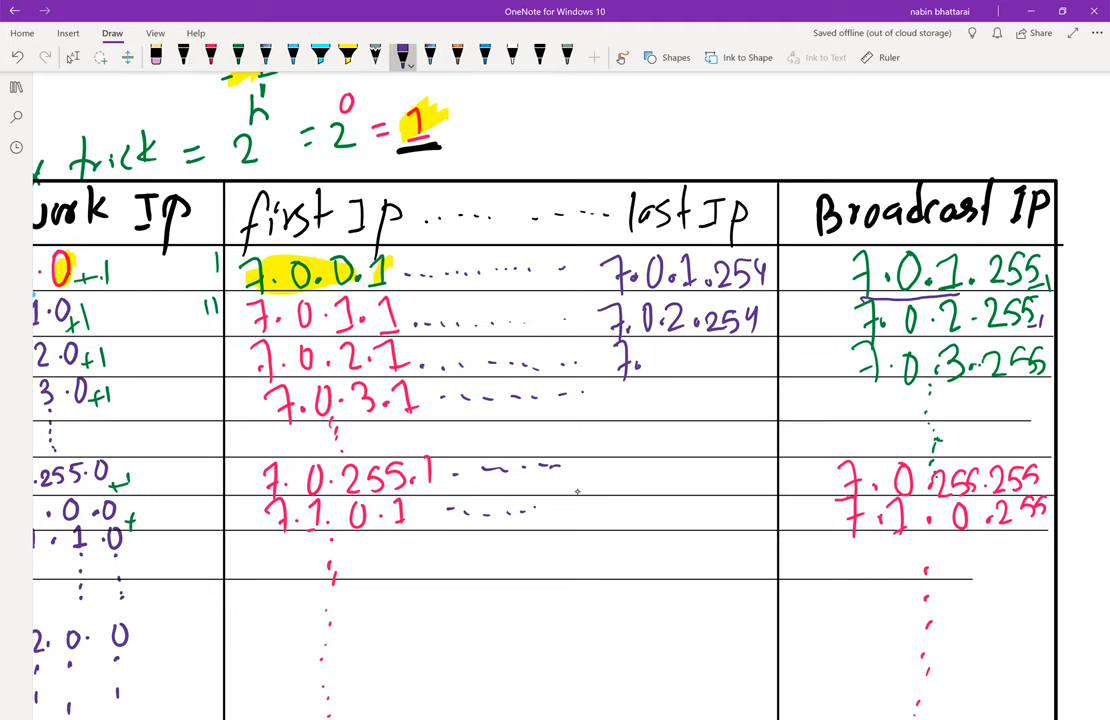 OneNote for Windows 10
nabin bhattarai
Home Insert Draw View Help
Saved offline (out of cloud storage)
Share
Shapes
Ink to Shape
Ink to Text
Ruler
h
trick = 2 = 2 0 = 1
work IP first IP ..... ..... last IP Broadcast IP
. 0 +1 7.0.0.1 .......... 7.0.1.254 7.0.1.255 -1
1.0 +1 7.0.1.1 .......... 7.0.2.254 7.0.2.255 -1
2.0 +1 7.0.2.1 .......... 7. 7.0.3.255
3.0 +1 7.0.3.1 ..........
.255.0 + 7.0.255.1 7.0.255.255
.0.0 + 7.1.0.1 7.1.0.255
.1.0
2.0.0